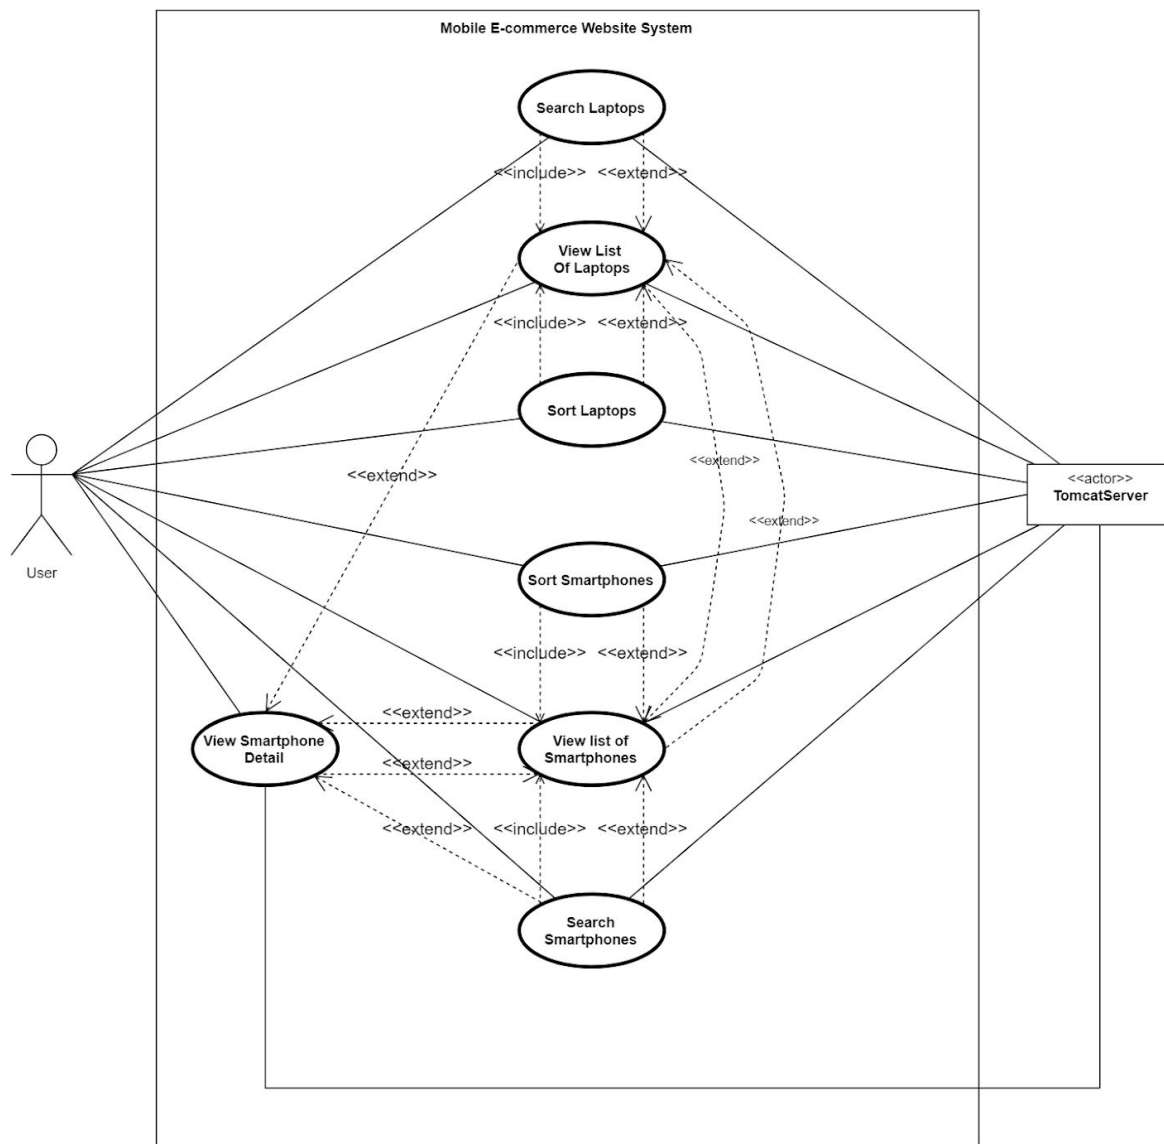 Mobile E-commerce Website System
Search Laptops
<<include>>
<<extend>>
View List
Of Laptops
<<include>>
<<extend>>
Sort Laptops
<<extend>>
<<extend>>
<<actor>>
TomcatServer
<<extend>>
User
Sort Smartphones
<<include>>
<<extend>>
<<extend>>
View Smartphone
Detail
View list of
Smartphones
<<extend>>
<<extend>>
<<include>>
<<extend>>
Search
Smartphones